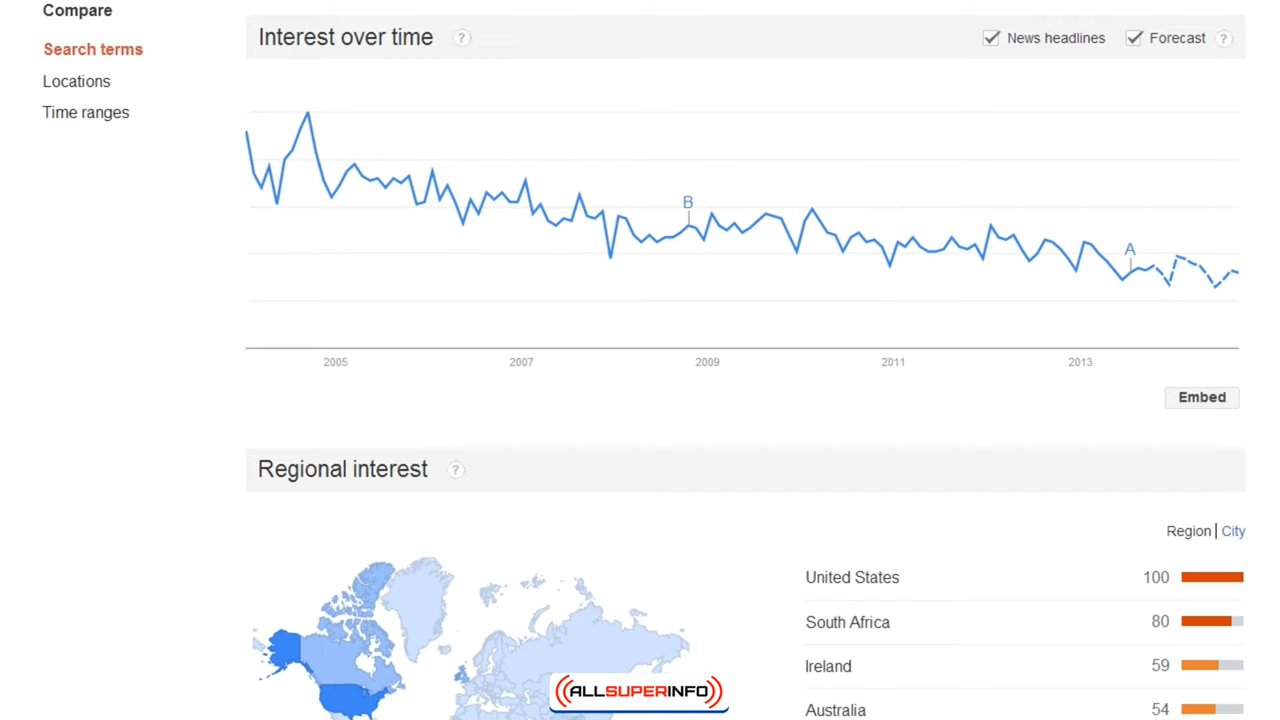 Compare
Search terms
Locations
Time ranges
Interest over time ?
News headlines Forecast ?
B
A
2005 2007 2009 2011 2013
Embed
Regional interest ?
Region | City
United States 100
South Africa 80
Ireland 59
Australia 54
ALLSUPERINFO